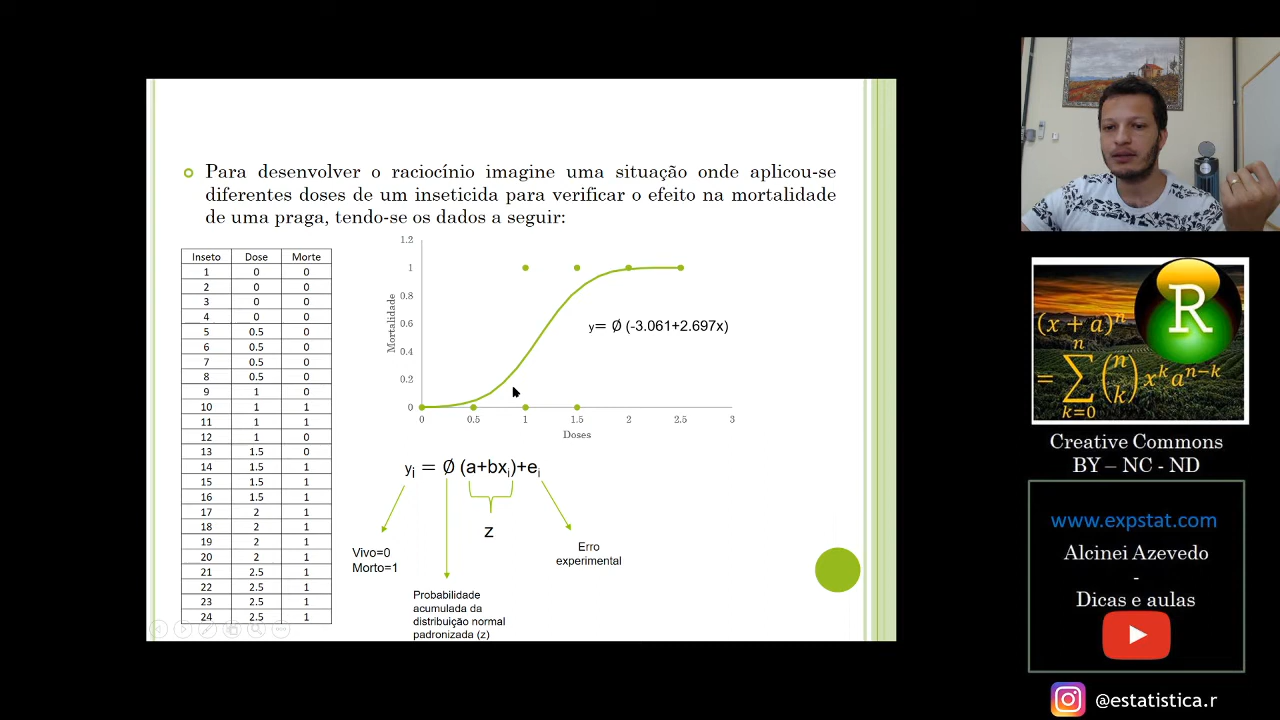 Para desenvolver o raciocínio imagine uma situação onde aplicou-se
diferentes doses de um inseticida para verificar o efeito na mortalidade
de uma praga, tendo-se os dados a seguir:
Inseto Dose Morte
1 0 0
2 0 0
3 0 0
4 0 0
5 0.5 0
6 0.5 0
7 0.5 0
8 0.5 0
9 1 0
10 1 1
11 1 1
12 1 0
13 1.5 0
14 1.5 1
15 1.5 1
16 1.5 1
17 2 1
18 2 1
19 2 1
20 2 1
21 2.5 1
22 2.5 1
23 2.5 1
24 2.5 1
1.2
1
0.8
0.6
0.4
0.2
0
Mortalidade
0 0.5 1 1.5 2 2.5 3
Doses
y= Ø (-3.061+2.697x)
yᵢ = Ø (a+bxᵢ)+eᵢ
z
Vivo=0
Morto=1
Erro
experimental
Probabilidade
acumulada da
distribuição normal
padronizada (z)
R
(x + a)ⁿ
n
= ∑ (n k) xᵏaⁿ⁻ᵏ
k=0
Creative Commons
BY – NC - ND
www.expstat.com
Alcinei Azevedo
-
Dicas e aulas
@estatistica.r